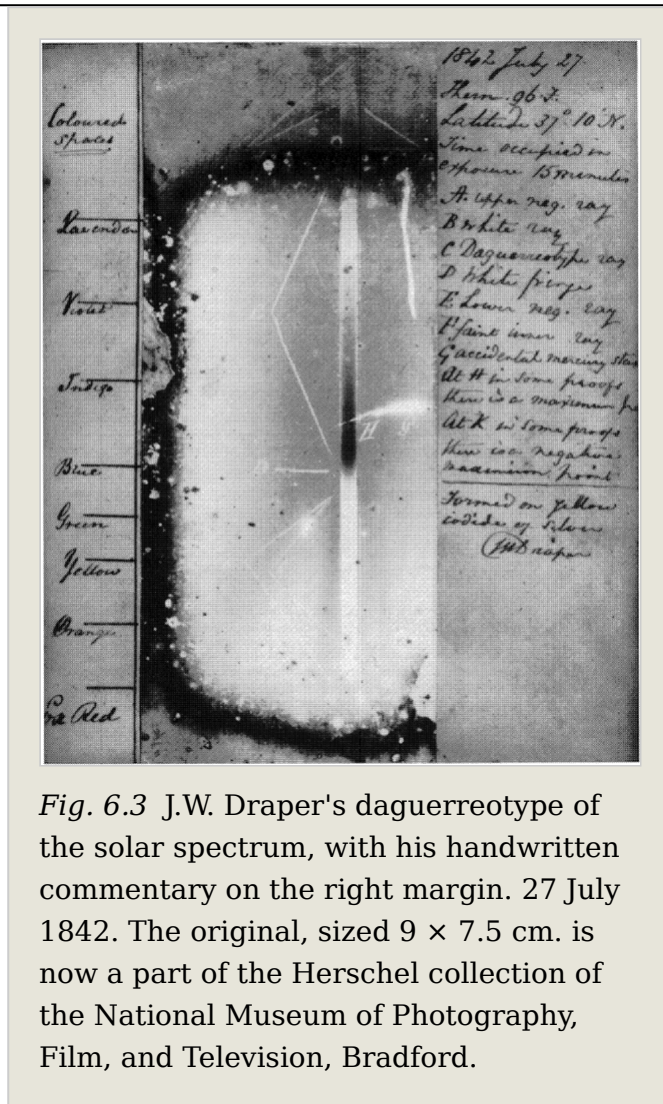 Coloured
spaces
Lavender
Violet
Indigo
Blue
Green
Yellow
Orange
Red
1842 July 27
Therm. 96 F.
Latitude 37° 10' N.
Time occupied in
exposure 15 minutes
A. upper neg. ray
B White ray
C Daguerreotype ray
D White fringe
E Lower neg. ray
F faint inner ray
G accidental mercury stain
At H in some proofs
there is a maximum
At K in some proofs
there is a negative
maximum point
Formed on yellow
iodide of silver
JWDraper
H
Fig. 6.3 J.W. Draper's daguerreotype of
the solar spectrum, with his handwritten
commentary on the right margin. 27 July
1842. The original, sized 9 × 7.5 cm. is
now a part of the Herschel collection of
the National Museum of Photography,
Film, and Television, Bradford.